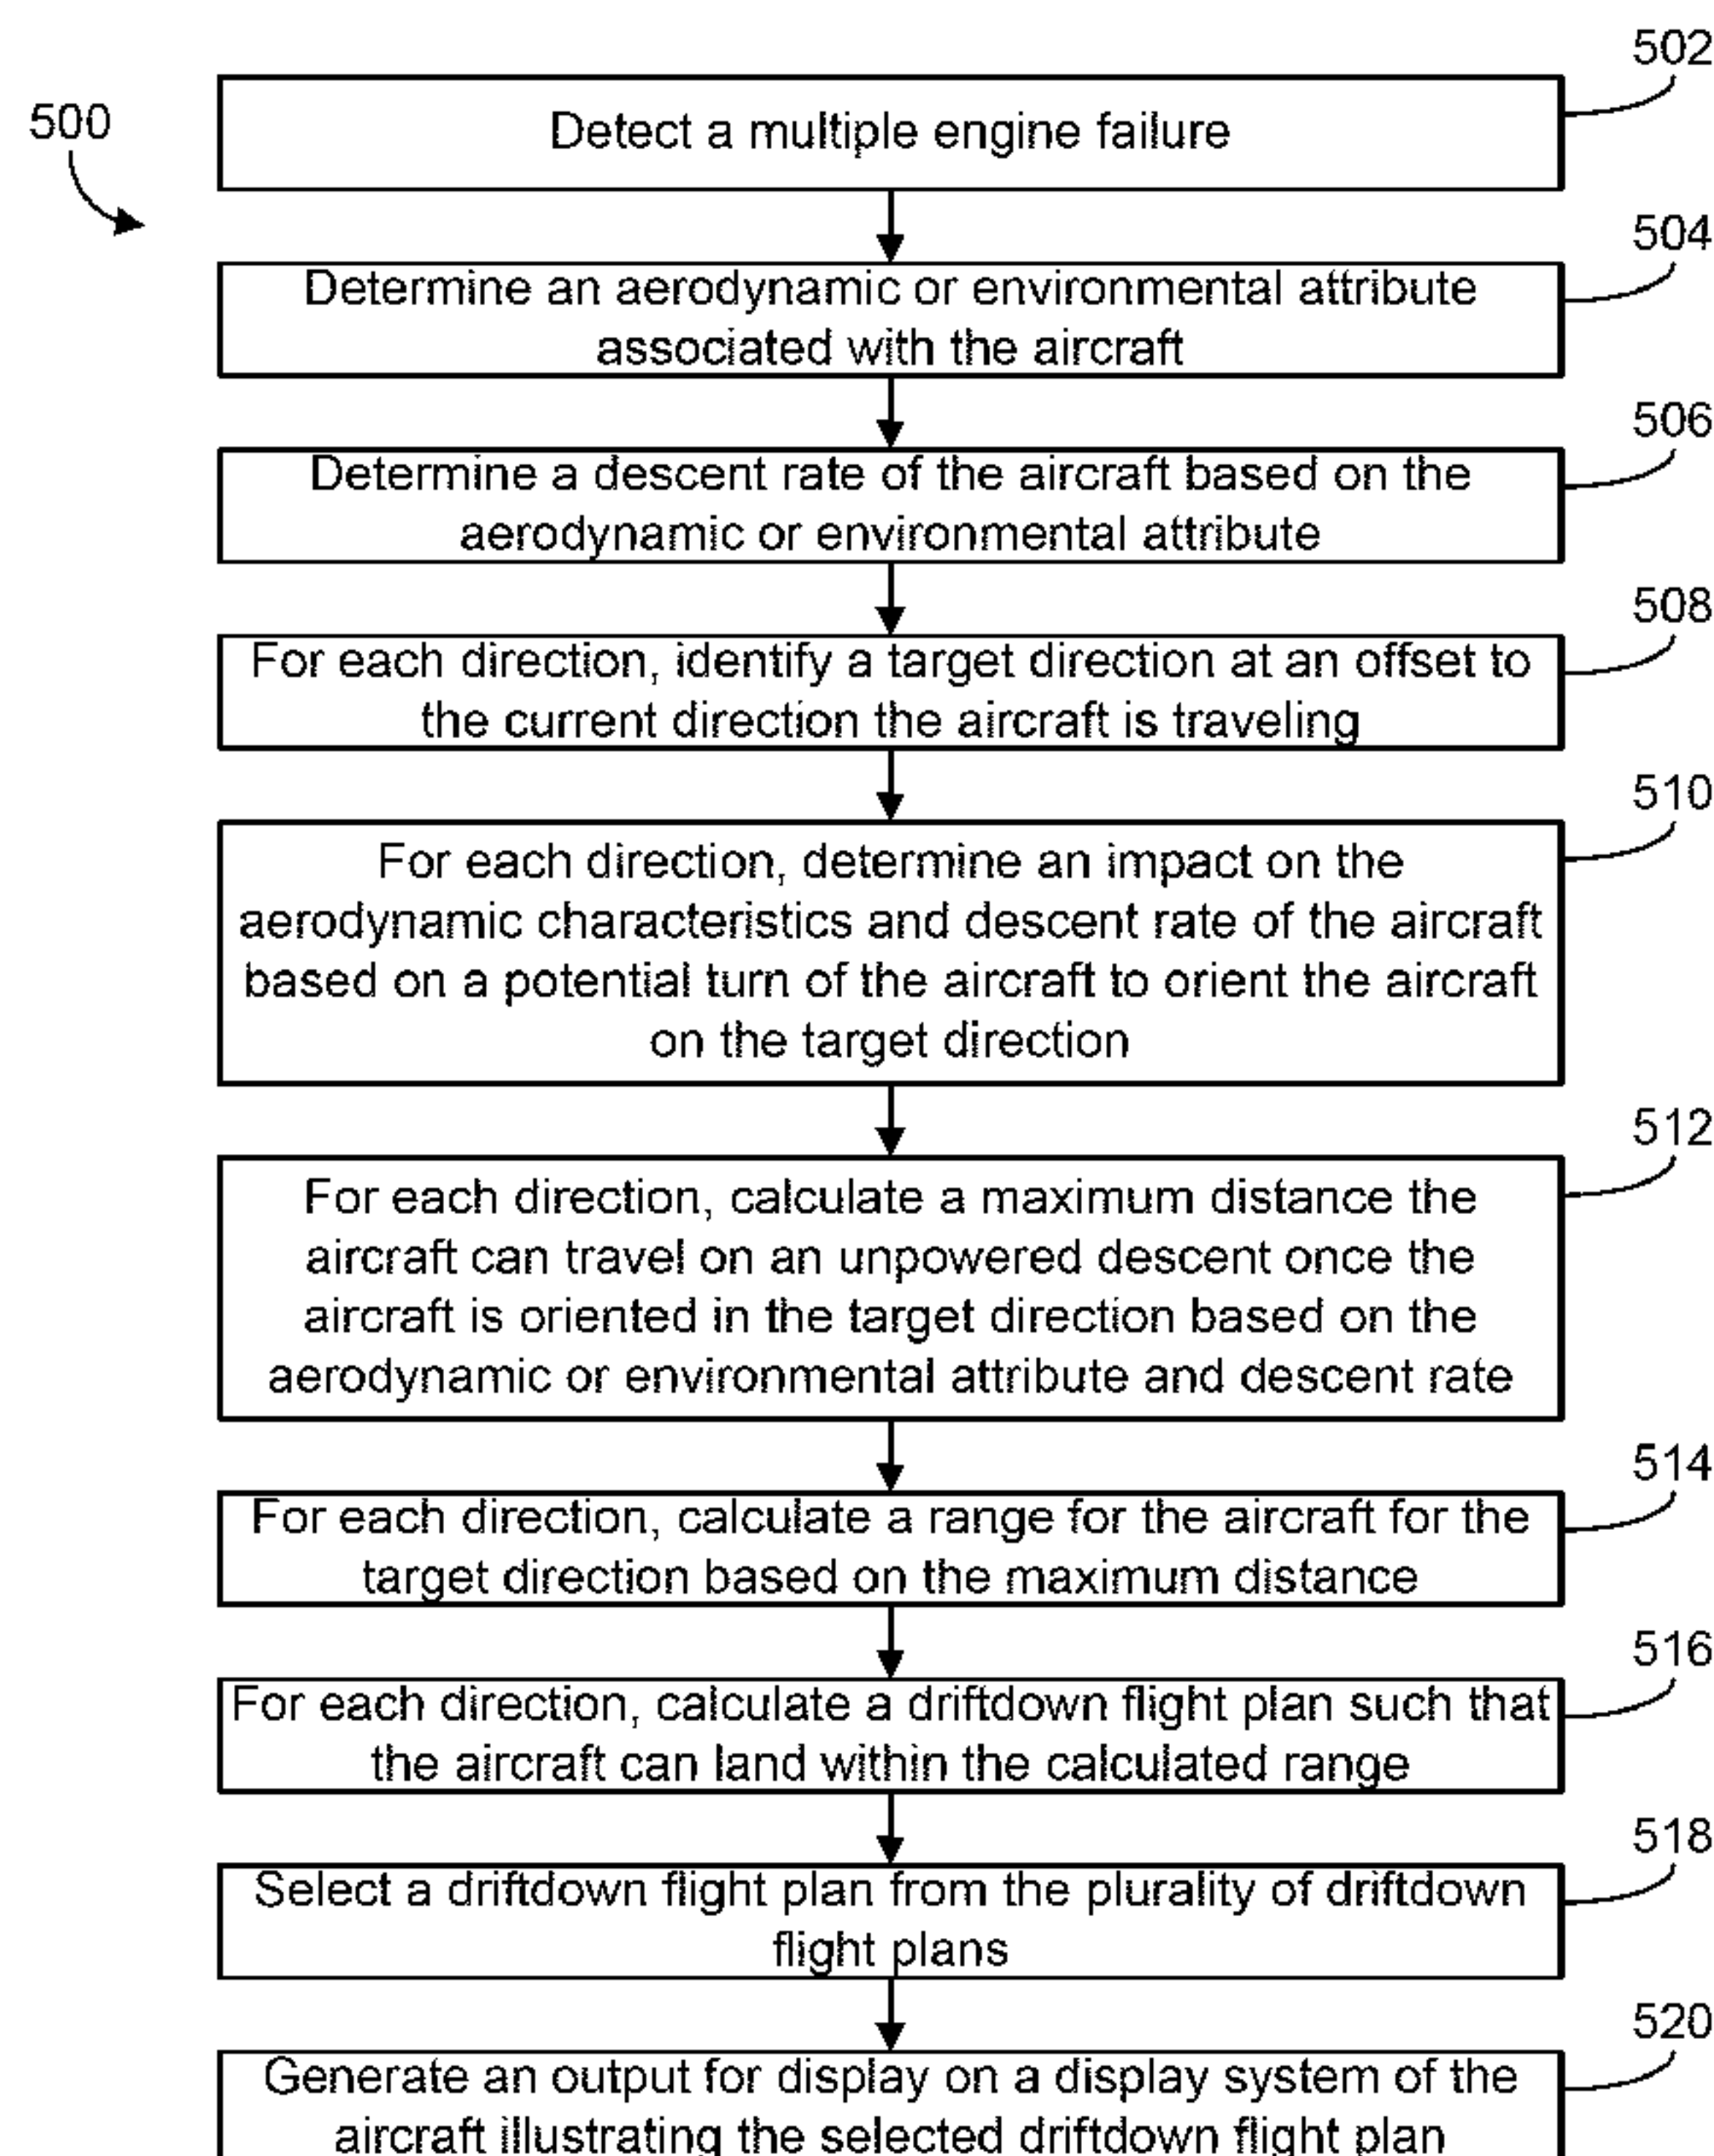 502
500
Detect a multiple engine failure
504
Determine an aerodynamic or environmental attribute
associated with the aircraft
506
Determine a descent rate of the aircraft based on the
aerodynamic or environmental attribute
508
For each direction, identify a target direction at an offset to
the current direction the aircraft is traveling
510
For each direction, determine an impact on the
aerodynamic characteristics and descent rate of the aircraft
based on a potential turn of the aircraft to orient the aircraft
on the target direction
512
For each direction, calculate a maximum distance the
aircraft can travel on an unpowered descent once the
aircraft is oriented in the target direction based on the
aerodynamic or environmental attribute and descent rate
514
For each direction, calculate a range for the aircraft for the
target direction based on the maximum distance
516
For each direction, calculate a driftdown flight plan such that
the aircraft can land within the calculated range
518
Select a driftdown flight plan from the plurality of driftdown
flight plans
520
Generate an output for display on a display system of the
aircraft illustrating the selected driftdown flight plan